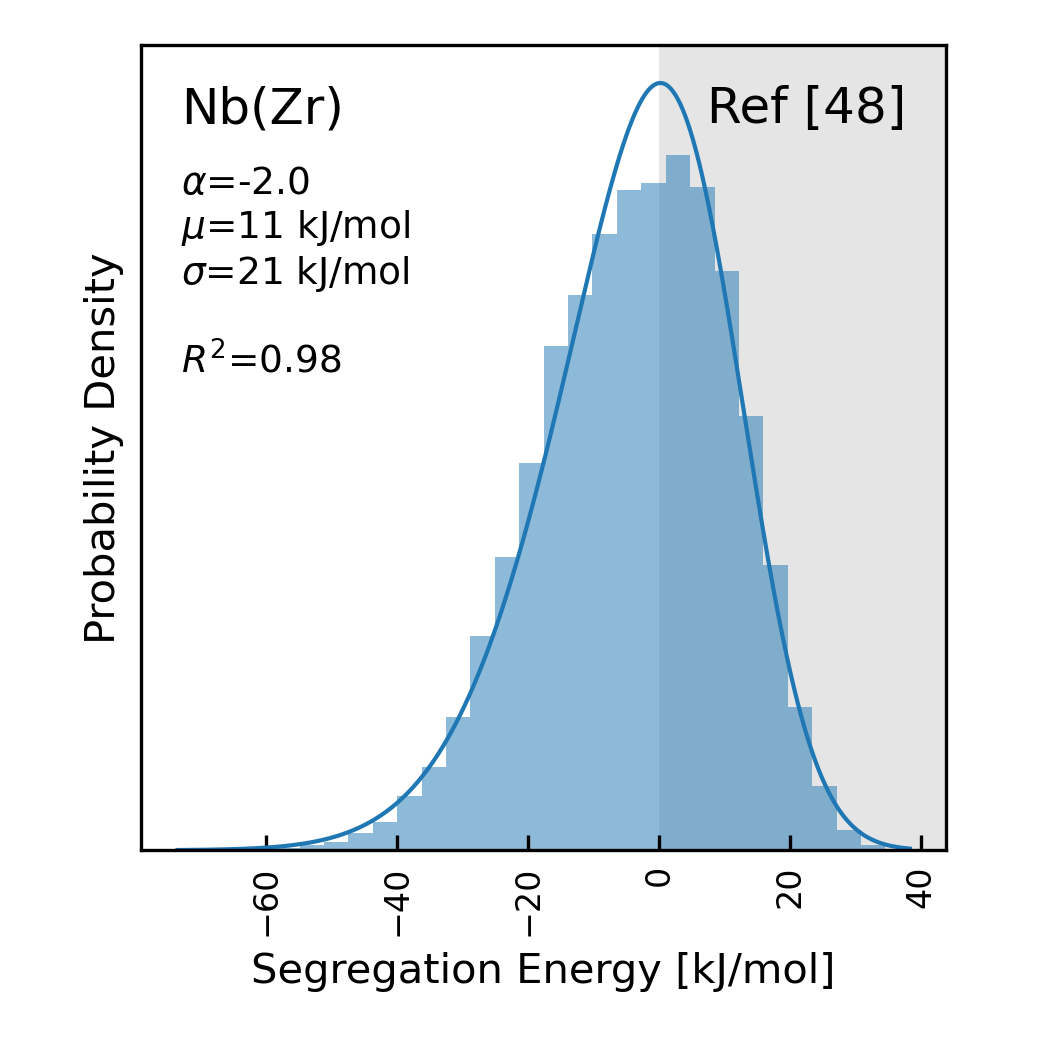 Nb(Zr)
Ref [48]
α=-2.0
μ=11 kJ/mol
σ=21 kJ/mol
R²=0.98
Probability Density
−60 −40 −20 0 20 40
Segregation Energy [kJ/mol]